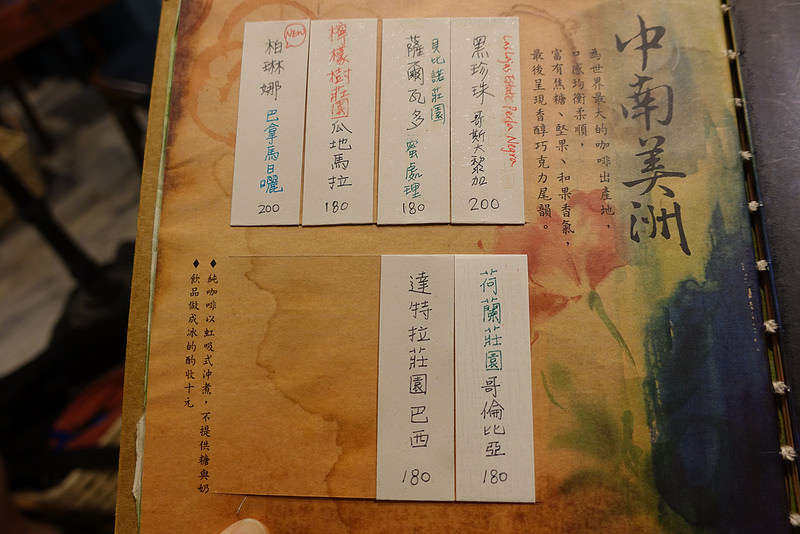 中南美洲
為世界最大的咖啡出產地，
口感均衡柔順，
富有焦糖、堅果、和果香氣，
最後呈現香醇巧克力尾韻。
Los Lajas Estate Perla Negra
黑珍珠 哥斯大黎加
200
貝比諾莊園
薩爾瓦多 蜜處理
180
檸檬樹莊園 瓜地馬拉
180
NEW
柏琳娜 巴拿馬日曬
200
荷蘭莊園 哥倫比亞
180
達特拉莊園 巴西
180
♦ 純咖啡以虹吸式沖煮，不提供糖與奶
♦ 飲品做成冰的酌收十元